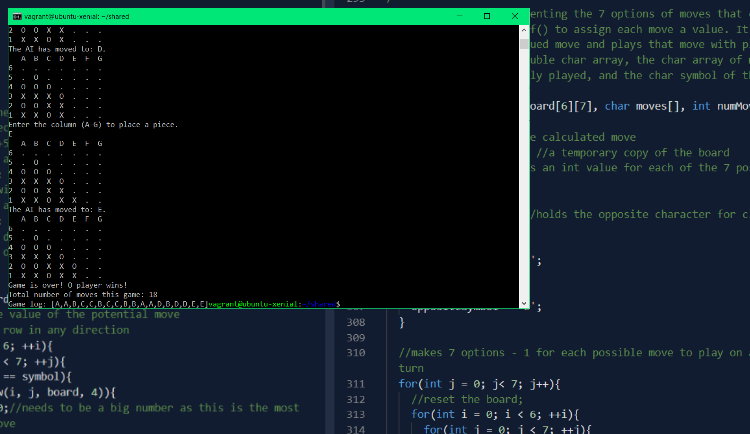 vagrant@ubuntu-xenial: ~/shared
2 O O X X . . .
1 X X O X . . .
The AI has moved to: D.
A B C D E F G
6 . . . . . . .
5 . O . . . . .
4 O O O . . . .
3 X X X O . . .
2 O O X X . . .
1 X X O X . . .
Enter the column (A G) to place a piece.
E
A B C D E F G
6 . . . . . . .
5 . O . . . . .
4 O O O . . . .
3 X X X O . . .
2 O O X X . . .
1 X X O X X . .
The AI has moved to: E.
A B C D E F G
6 . . . . . . .
5 . O . . . . .
4 O O O . . . .
3 X X X O . . .
2 O O X X O . .
1 X X O X X . .
Game is over! O player wins!
Total number of moves this game: 18
Game log: [A,A,B,C,C,B,C,C,B,B,A,A,D,B,D,D,E,E]vagrant@ubuntu-xenial:~/shared$
enting the 7 options of moves that
f() to assign each move a value. It
ued move and plays that move with
uble char array, the char array of
ly played, and the char symbol of th
oard[6][7], char moves[], int numMov
e calculated move
//a temporary copy of the board
s an int value for each of the 7 po
/holds the opposite character for c
';
';
e value of the potential move
row in any direction
6; ++i){
< 7; ++j){
== symbol){
w(i, j, board, 4)){
0;//needs to be a big number as this is the most
ove
308 }
309
310 //makes 7 options - 1 for each possible move to play on
turn
311 for(int j = 0; j< 7; j++){
312 //reset the board;
313 for(int i = 0; i < 6; ++i){
314 for(int j = 0; j < 7; ++j){